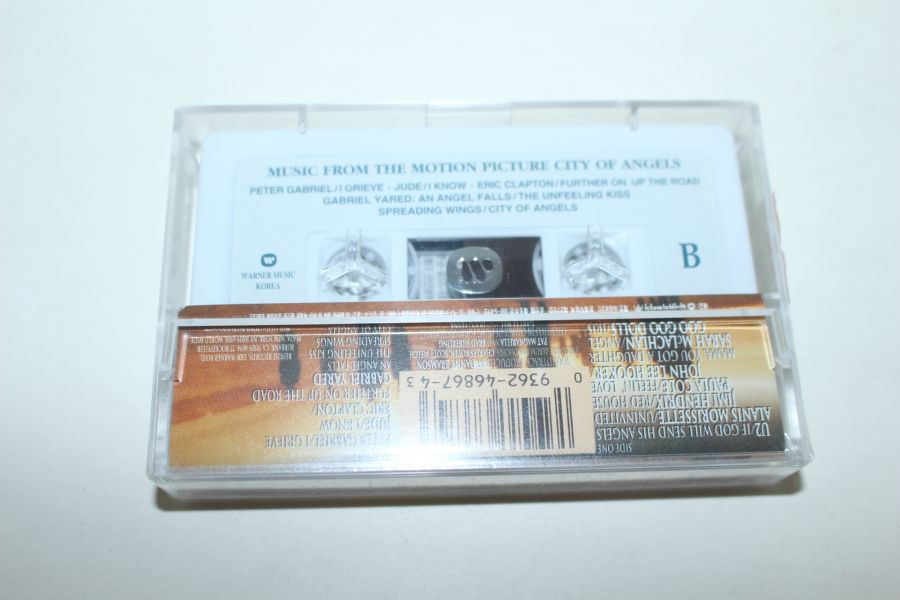 MUSIC FROM THE MOTION PICTURE CITY OF ANGELS
PETER GABRIEL/I GRIEVE - JUDE/I KNOW - ERIC CLAPTON/FURTHER ON UP THE ROAD
GABRIEL YARED: AN ANGEL FALLS/THE UNFEELING KISS
SPREADING WINGS/CITY OF ANGELS
WARNER MUSIC
KOREA
B
SIDE ONE
U2/IF GOD WILL SEND HIS ANGELS
ALANIS MORISSETTE/UNINVITED
JIMI HENDRIX/RED HOUSE
PAULA COLE/FEELIN' LOVE
JOHN LEE HOOKER/
MAMA, YOU GOT A DAUGHTER
SARAH McLACHLAN/ANGEL
GOO GOO DOLLS/IRIS
0 9362-46867-4 3
PETER GABRIEL/I GRIEVE
JUDE/I KNOW
ERIC CLAPTON/
FURTHER ON UP THE ROAD
GABRIEL YARED
AN ANGEL FALLS
THE UNFEELING KISS
SPREADING WINGS
CITY OF ANGELS